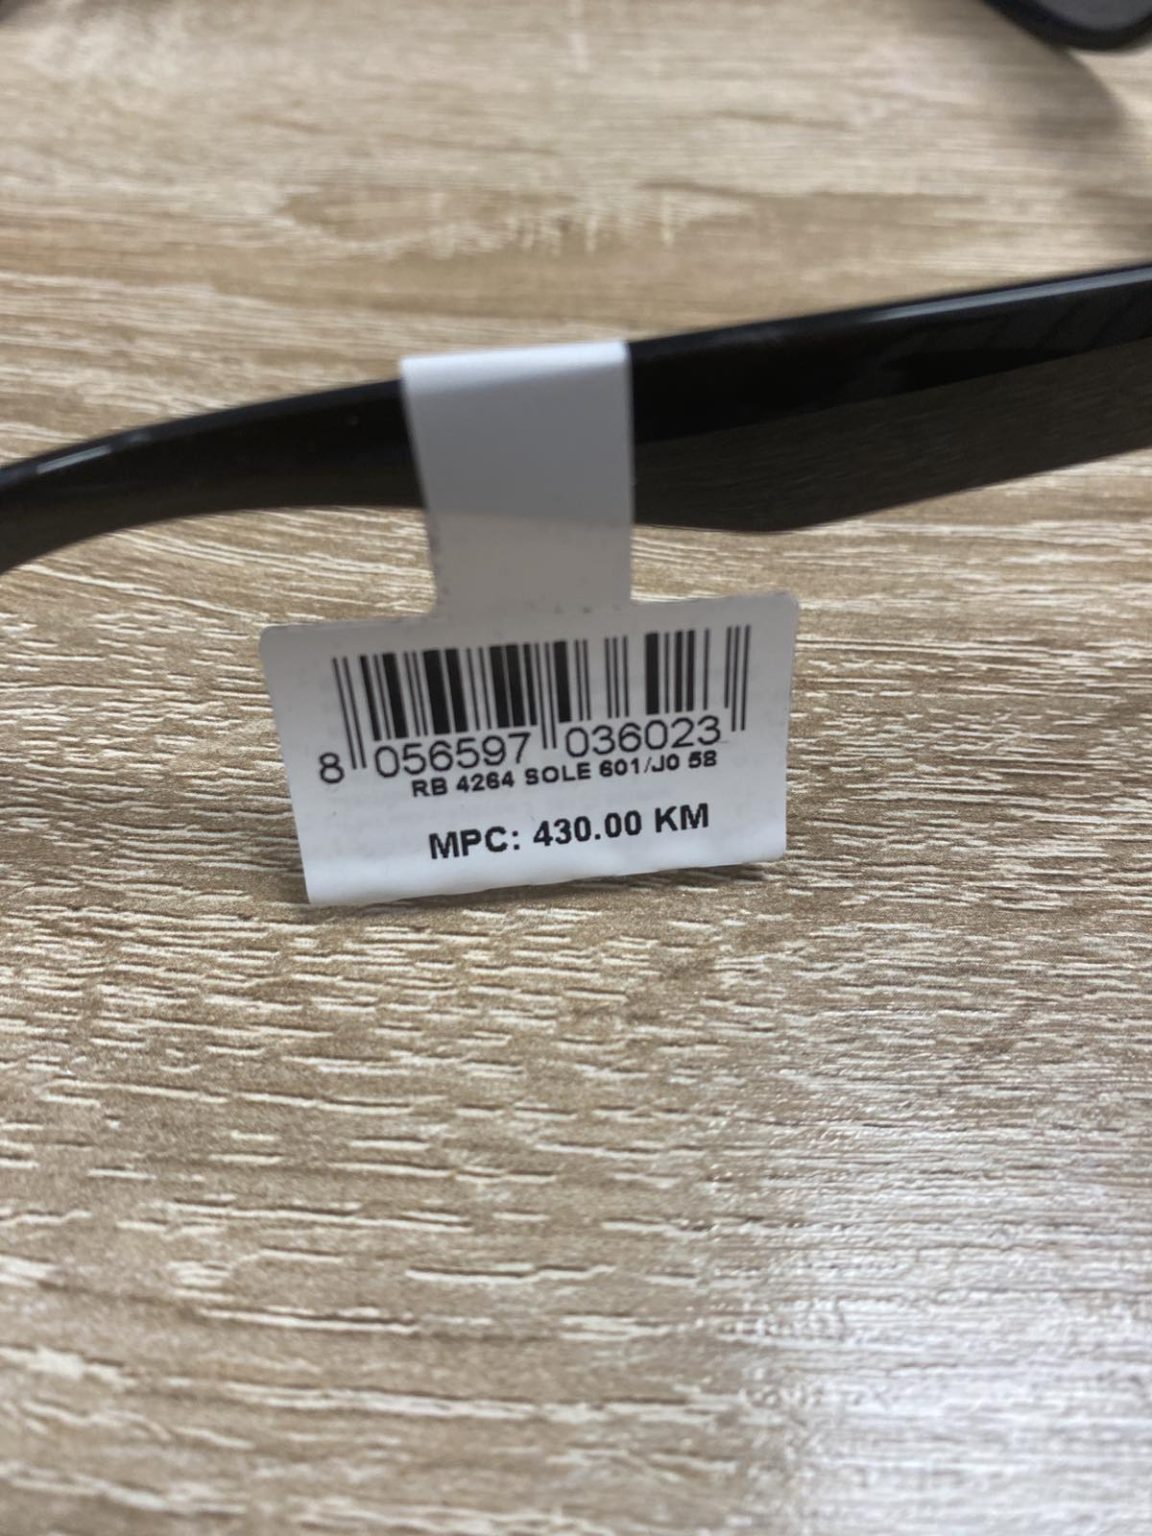 8 056597 036023
RB 4264 SOLE 601/J0 58
MPC: 430.00 KM